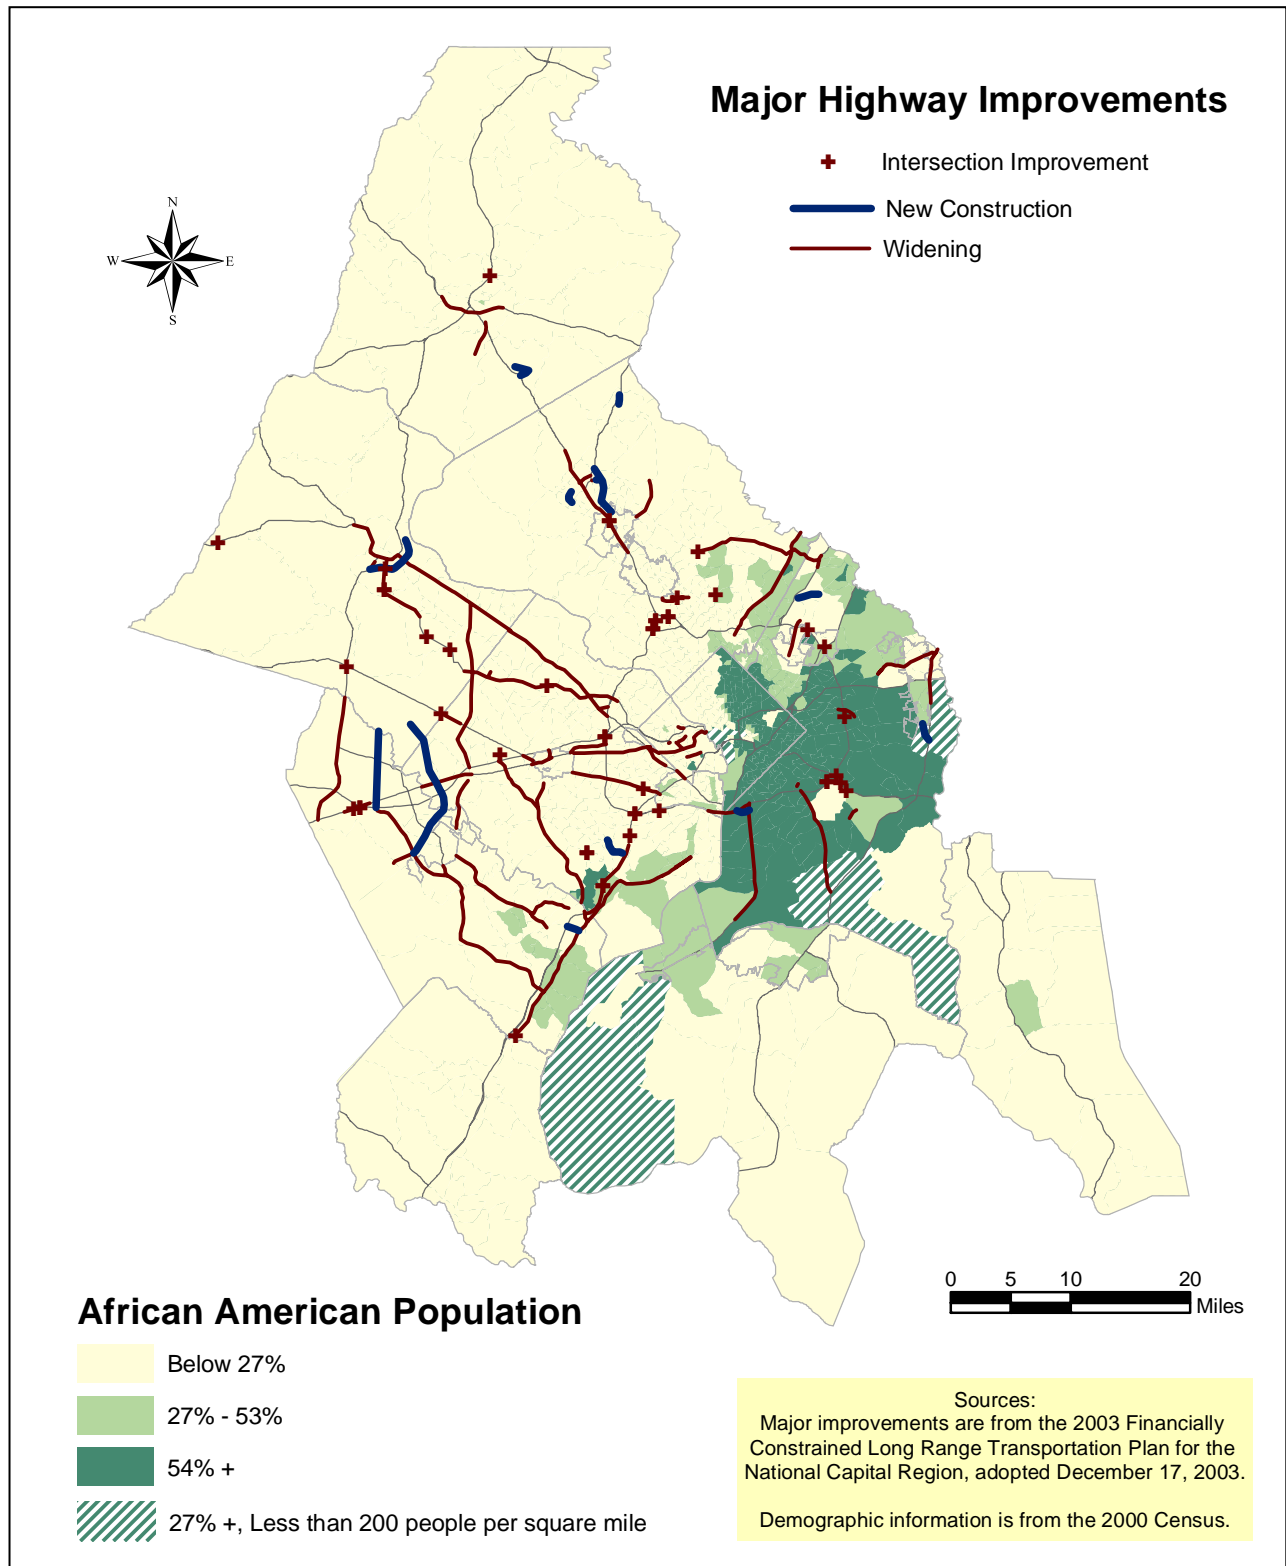 Major Highway Improvements
Intersection Improvement
New Construction
Widening
N
W
E
S
0 5 10 20
Miles
African American Population
Below 27%
27% - 53%
54% +
27% +, Less than 200 people per square mile
Sources:
Major improvements are from the 2003 Financially
Constrained Long Range Transportation Plan for the
National Capital Region, adopted December 17, 2003.
Demographic information is from the 2000 Census.